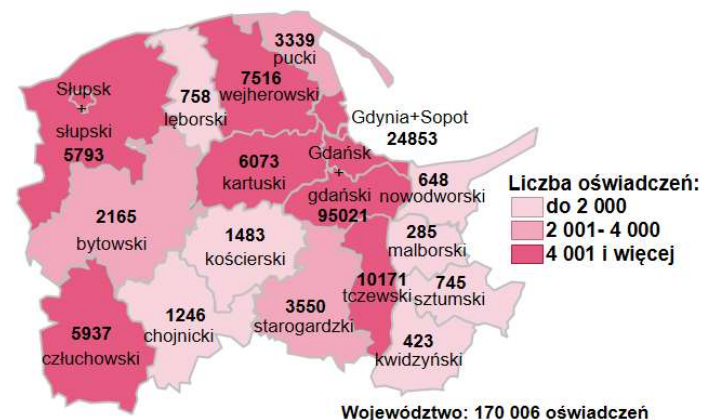 3339
pucki
7516
wejherowski
758
lęborski
Słupsk
+
słupski
5793
Gdynia+Sopot
24853
6073
kartuski
Gdańsk
+
gdański
95021
648
nowodworski
Liczba oświadczeń:
do 2 000
2 001- 4 000
4 001 i więcej
2165
bytowski
1483
kościerski
285
malborski
10171
tczewski
745
sztumski
5937
człuchowski
1246
chojnicki
3550
starogardzki
423
kwidzyński
Województwo: 170 006 oświadczeń